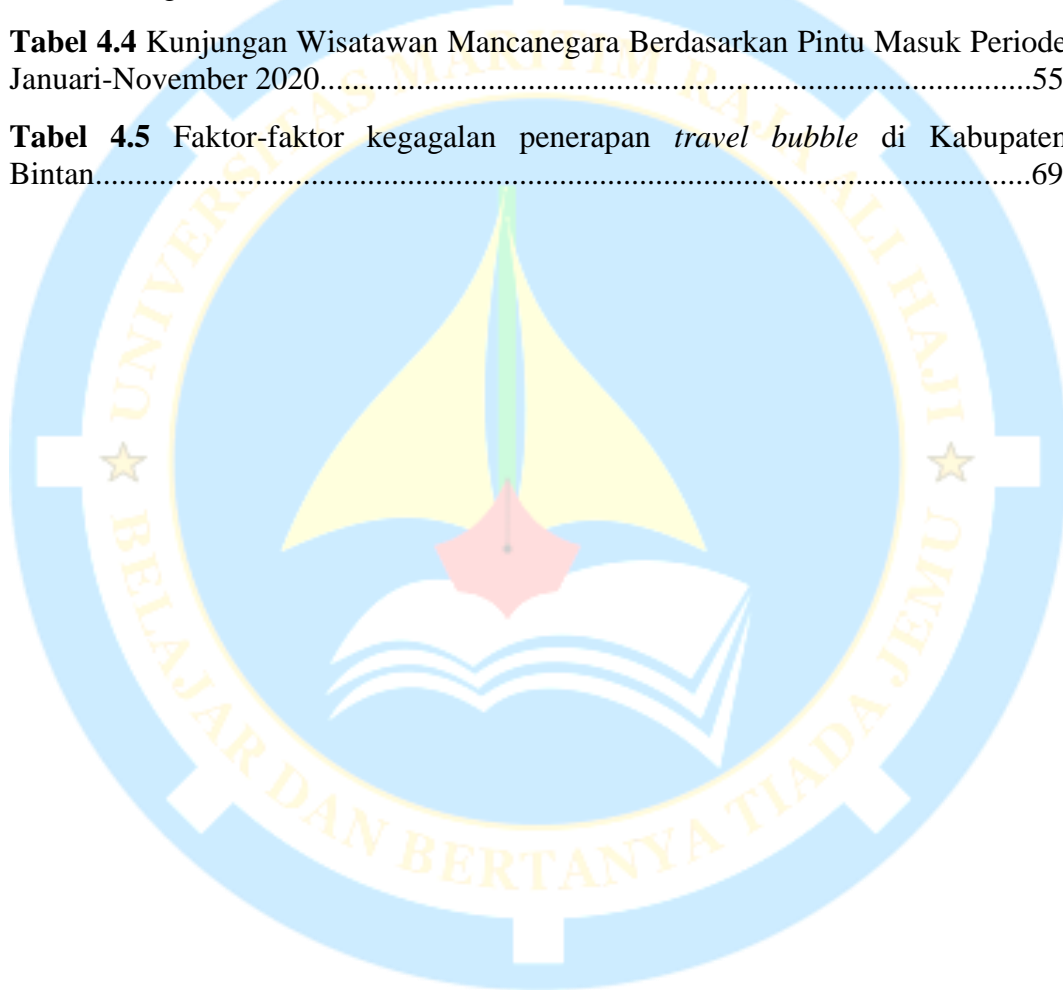 Tabel 4.4 Kunjungan Wisatawan Mancanegara Berdasarkan Pintu Masuk Periode
Januari-November 2020.......................................................................................55
Tabel 4.5 Faktor-faktor kegagalan penerapan travel bubble di Kabupaten
Bintan..................................................................................................................69
UNIVERSITAS MARITIM RAJA ALI HAJI
BELAJAR DAN BERTANYA TIADA JEMU